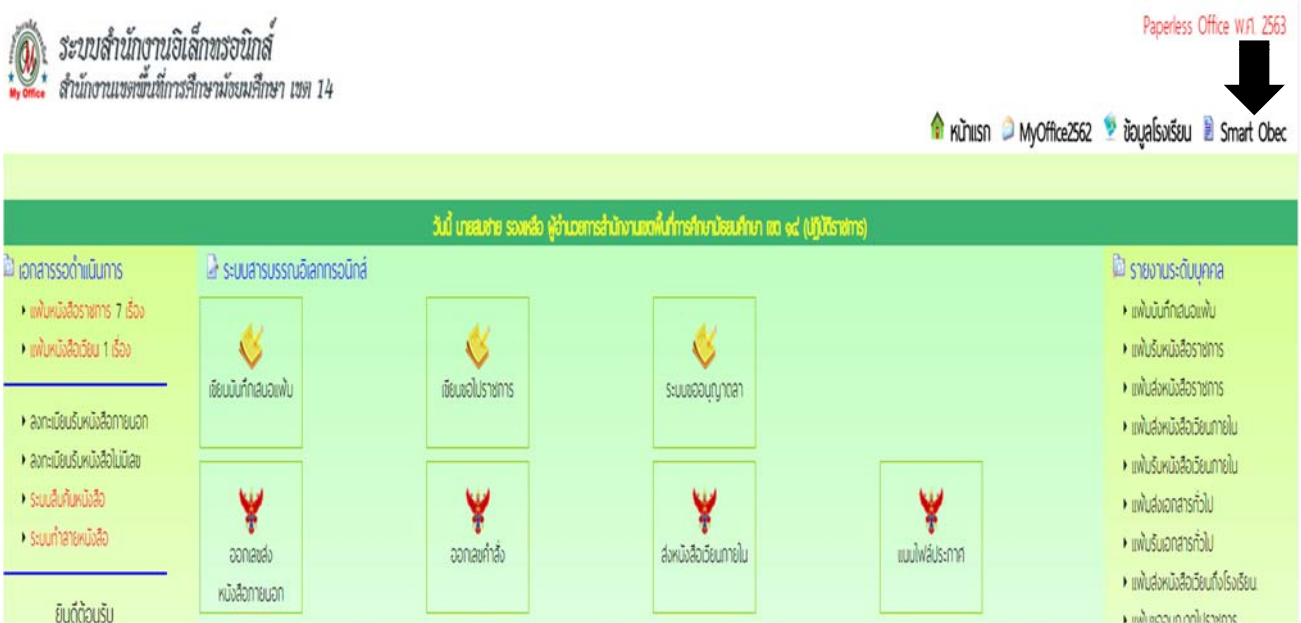 Paperless Office พ.ศ. 2563
ระบบสำนักงานอิเล็กทรอนิกส์
สำนักงานเขตพื้นที่การศึกษามัธยมศึกษา เขต 14
My Office
หน้าแรก MyOffice2562 ข้อมูลโรงเรียน Smart Obec
วันนี้ นายสมชาย รองเหลือ ผู้อำนวยการสำนักงานเขตพื้นที่การศึกษามัธยมศึกษา เขต ๑๔ (ปฏิบัติราชการ)
เอกสารรอดำเนินการ
แฟ้มหนังสือราชการ 7 เรื่อง
แฟ้มหนังสือเวียน 1 เรื่อง
ลงทะเบียนรับหนังสือภายนอก
ลงทะเบียนรับหนังสือไม่มีเลข
ระบบสืบค้นหนังสือ
ระบบทำลายหนังสือ
ยินดีต้อนรับ
ระบบสารบรรณอิเลกทรอนิกส์
เขียนบันทึกเสนอแฟ้ม
เขียนขอไปราชการ
ระบบขออนุญาตลา
ออกเลขส่ง
หนังสือภายนอก
ออกเลขคำสั่ง
ส่งหนังสือเวียนภายใน
แนบไฟล์ประกาศ
รายงานระดับบุคคล
แฟ้มบันทึกเสนอแฟ้ม
แฟ้มรับหนังสือราชการ
แฟ้มส่งหนังสือราชการ
แฟ้มส่งหนังสือเวียนภายใน
แฟ้มรับหนังสือเวียนภายใน
แฟ้มส่งเอกสารทั่วไป
แฟ้มรับเอกสารทั่วไป
แฟ้มส่งหนังสือเวียนถึงโรงเรียน
แฟ้มขออนุญาตไปราชการ